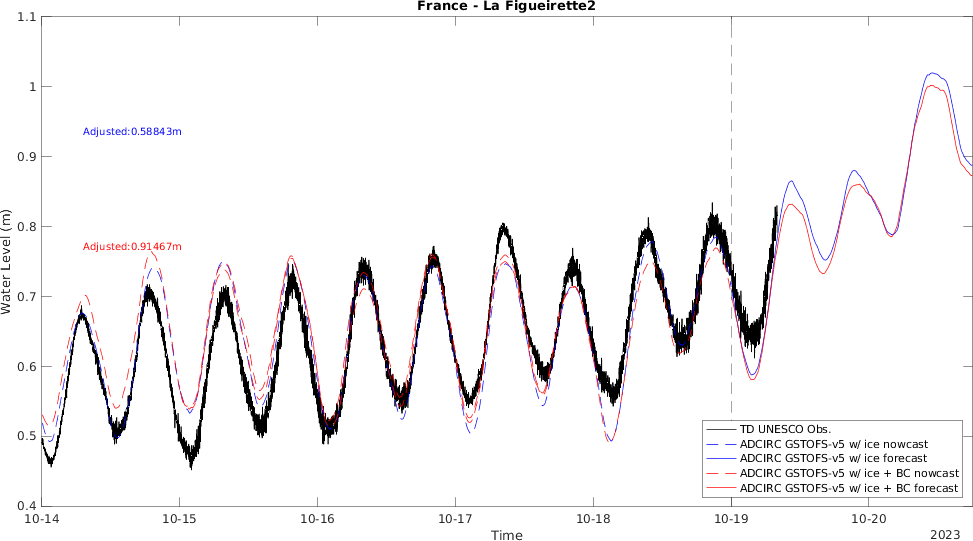 France - La Figueirette2
1.1
1
0.9
0.8
0.7
0.6
0.5
0.4
Water Level (m)
Adjusted:0.58843m
Adjusted:0.91467m
TD UNESCO Obs.
ADCIRC GSTOFS-v5 w/ ice nowcast
ADCIRC GSTOFS-v5 w/ ice forecast
ADCIRC GSTOFS-v5 w/ ice + BC nowcast
ADCIRC GSTOFS-v5 w/ ice + BC forecast
10-14 10-15 10-16 10-17 10-18 10-19 10-20
Time
2023